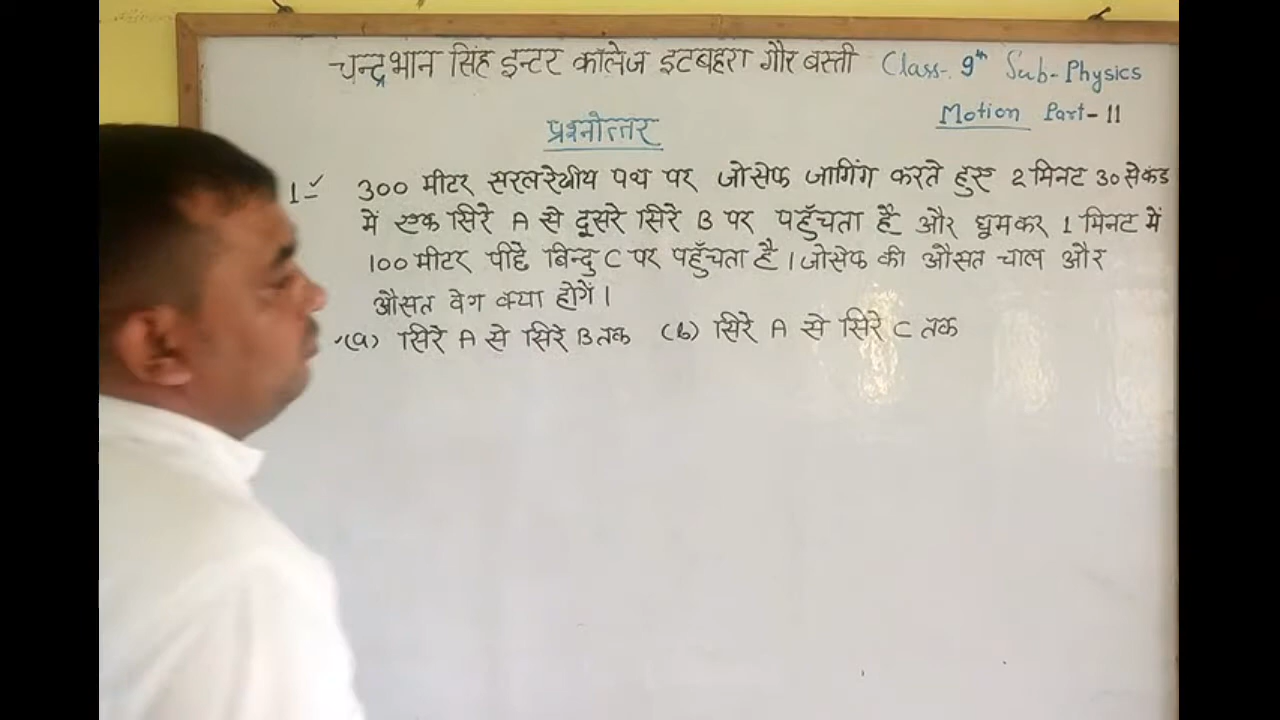 चन्द्रभान सिंह इन्टर कॉलेज इटबहरा गौर बस्ती Class-9th Sub-Physics
Motion Part-11
प्रश्नोत्तर
1- 300 मीटर सरलरेखीय पथ पर जोसेफ जागिंग करते हुए 2 मिनट 30 सेकंड
में एक सिरे A से दूसरे सिरे B पर पहुँचता है और घूमकर 1 मिनट में
100 मीटर पीछे बिन्दु C पर पहुँचता है। जोसेफ की औसत चाल और
औसत वेग क्या होगें।
(a) सिरे A से सिरे B तक (b) सिरे A से सिरे C तक